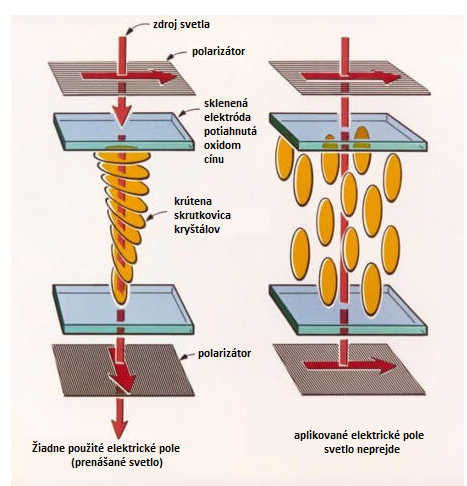 zdroj svetla
polarizátor
sklenená
elektróda
potiahnutá
oxidom
cínu
krútena
skrutkovica
kryštálov
polarizátor
Žiadne použité elektrické pole
(prenášané svetlo)
aplikované elektrické pole
svetlo neprejde